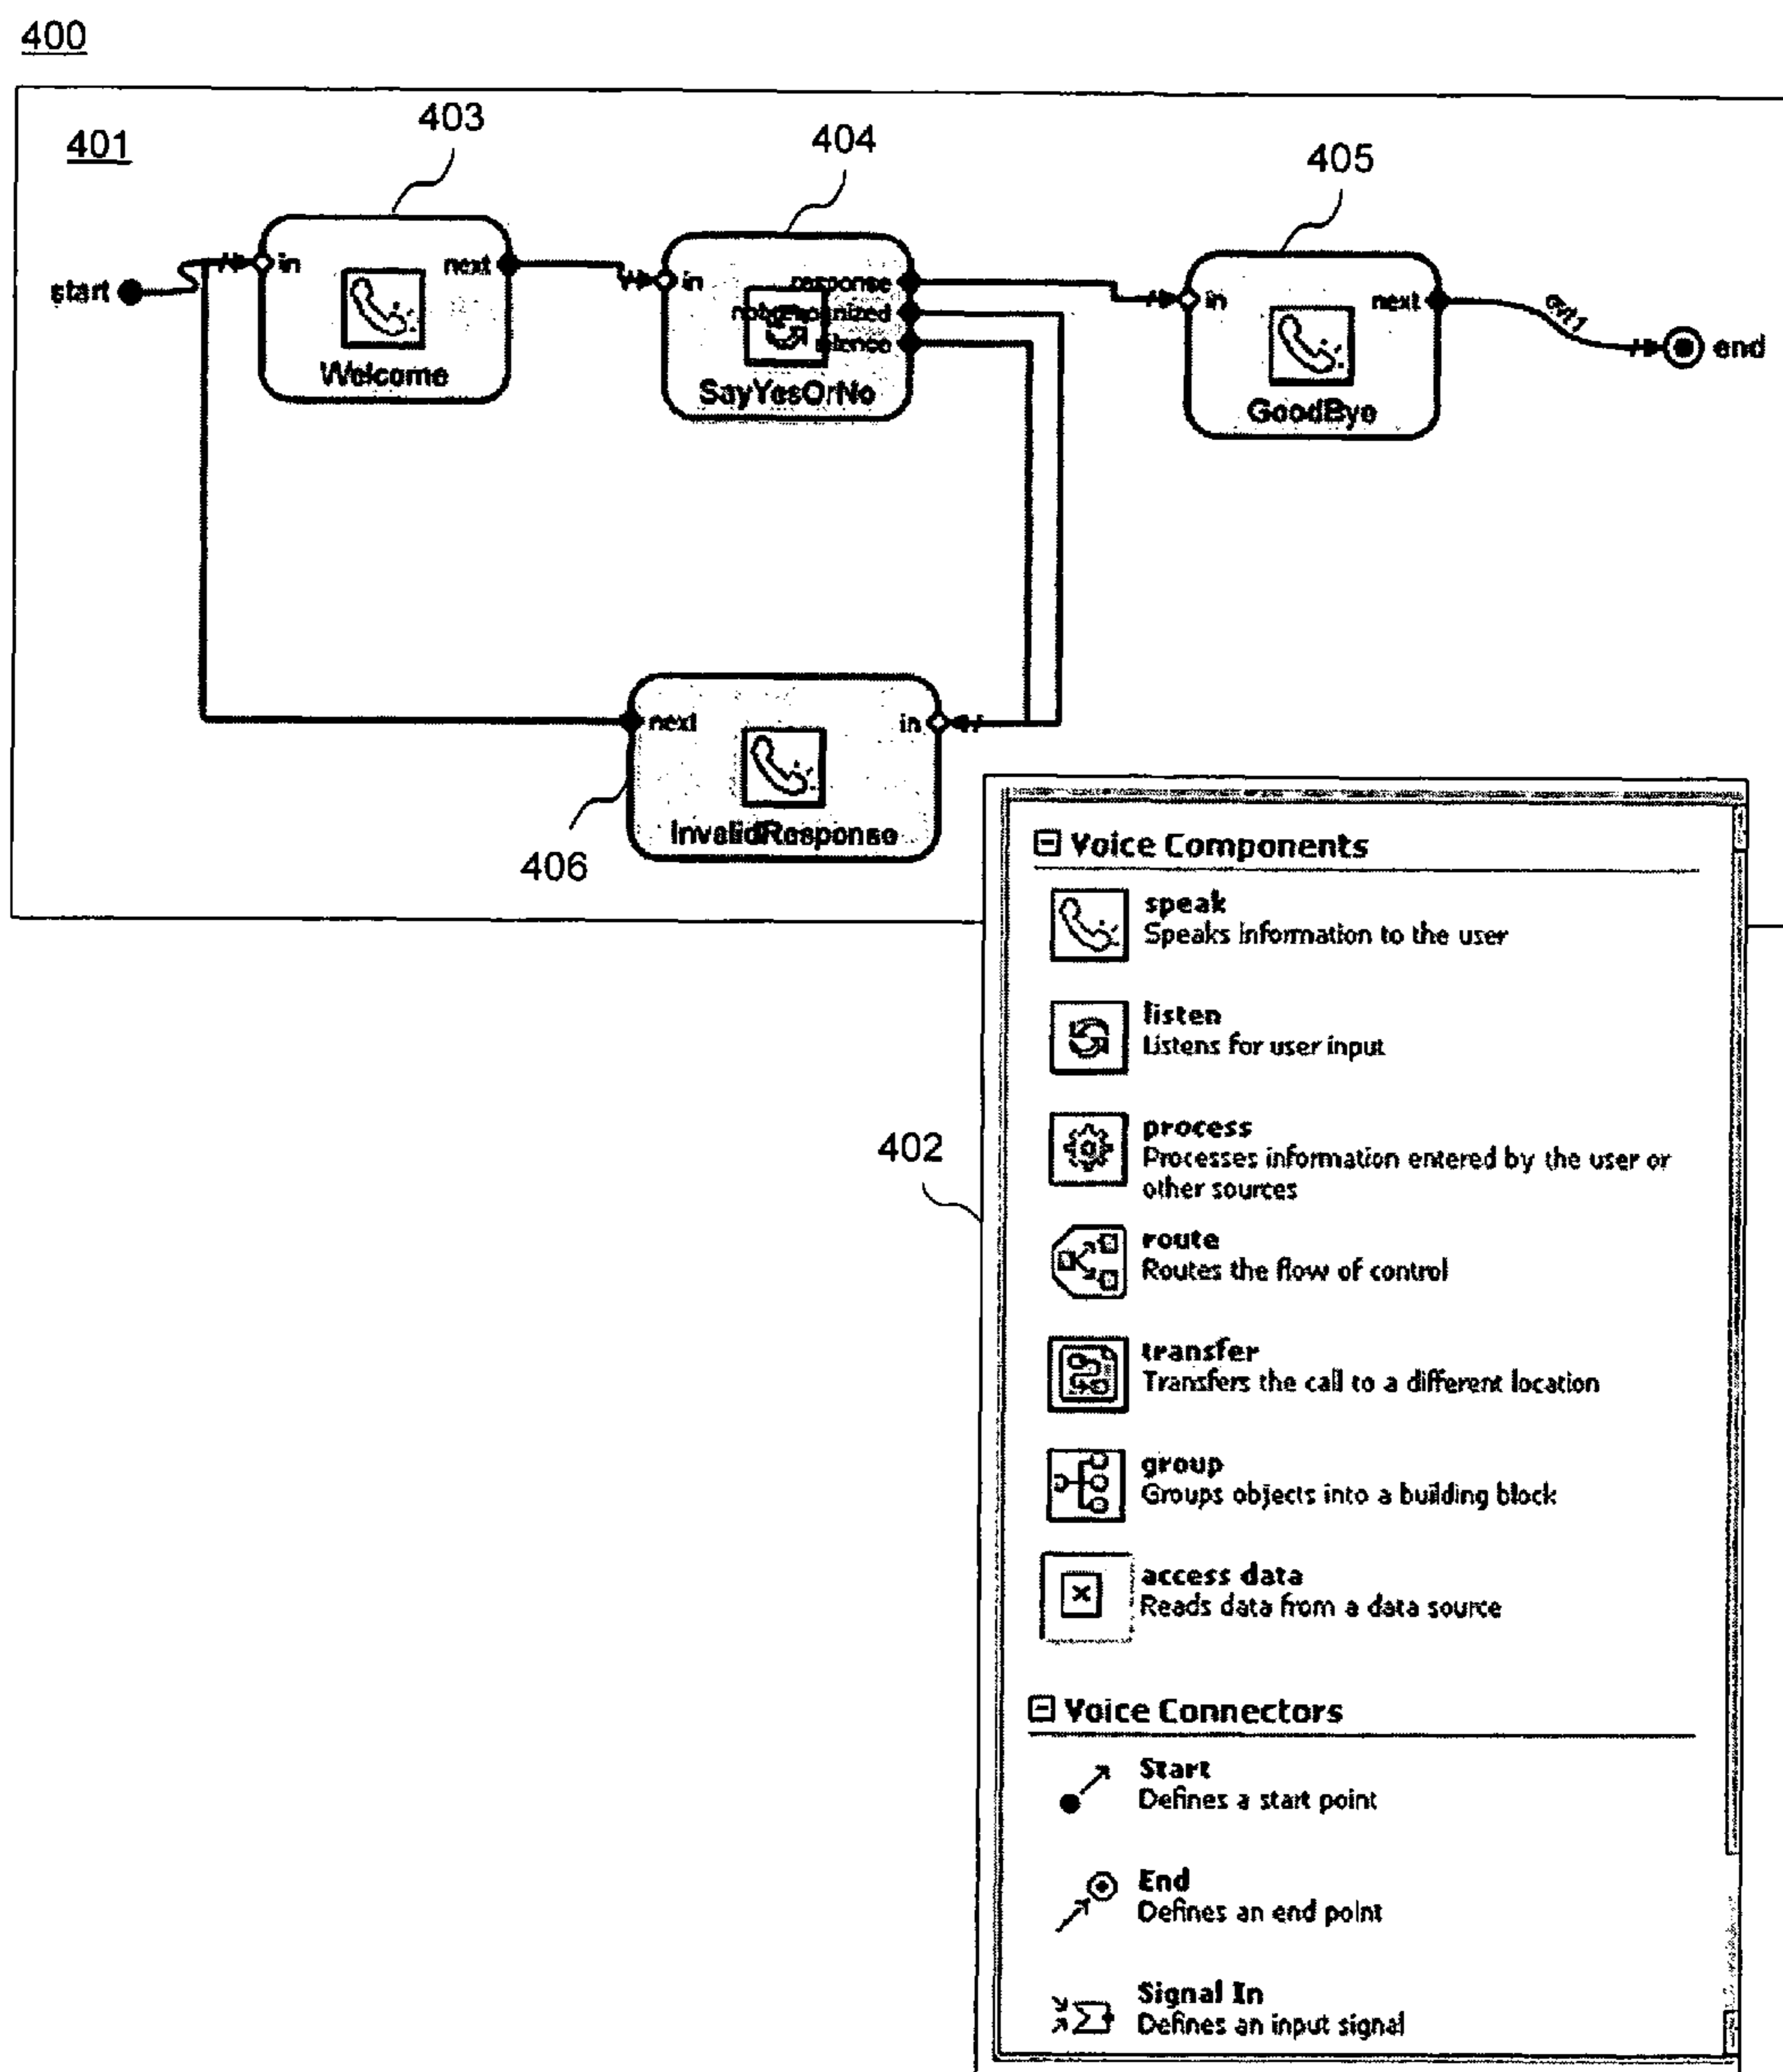 400
401
403
404
405
start
in
next
Welcome
in
response
silence
SayYesOrNo
in
next
GoodBye
evt1
end
next
in
InvalidResponse
406
402
Voice Components
speak
Speaks information to the user
listen
Listens for user input
process
Processes information entered by the user or
other sources
route
Routes the flow of control
transfer
Transfers the call to a different location
group
Groups objects into a building block
access data
Reads data from a data source
Voice Connectors
Start
Defines a start point
End
Defines an end point
Signal In
Defines an input signal